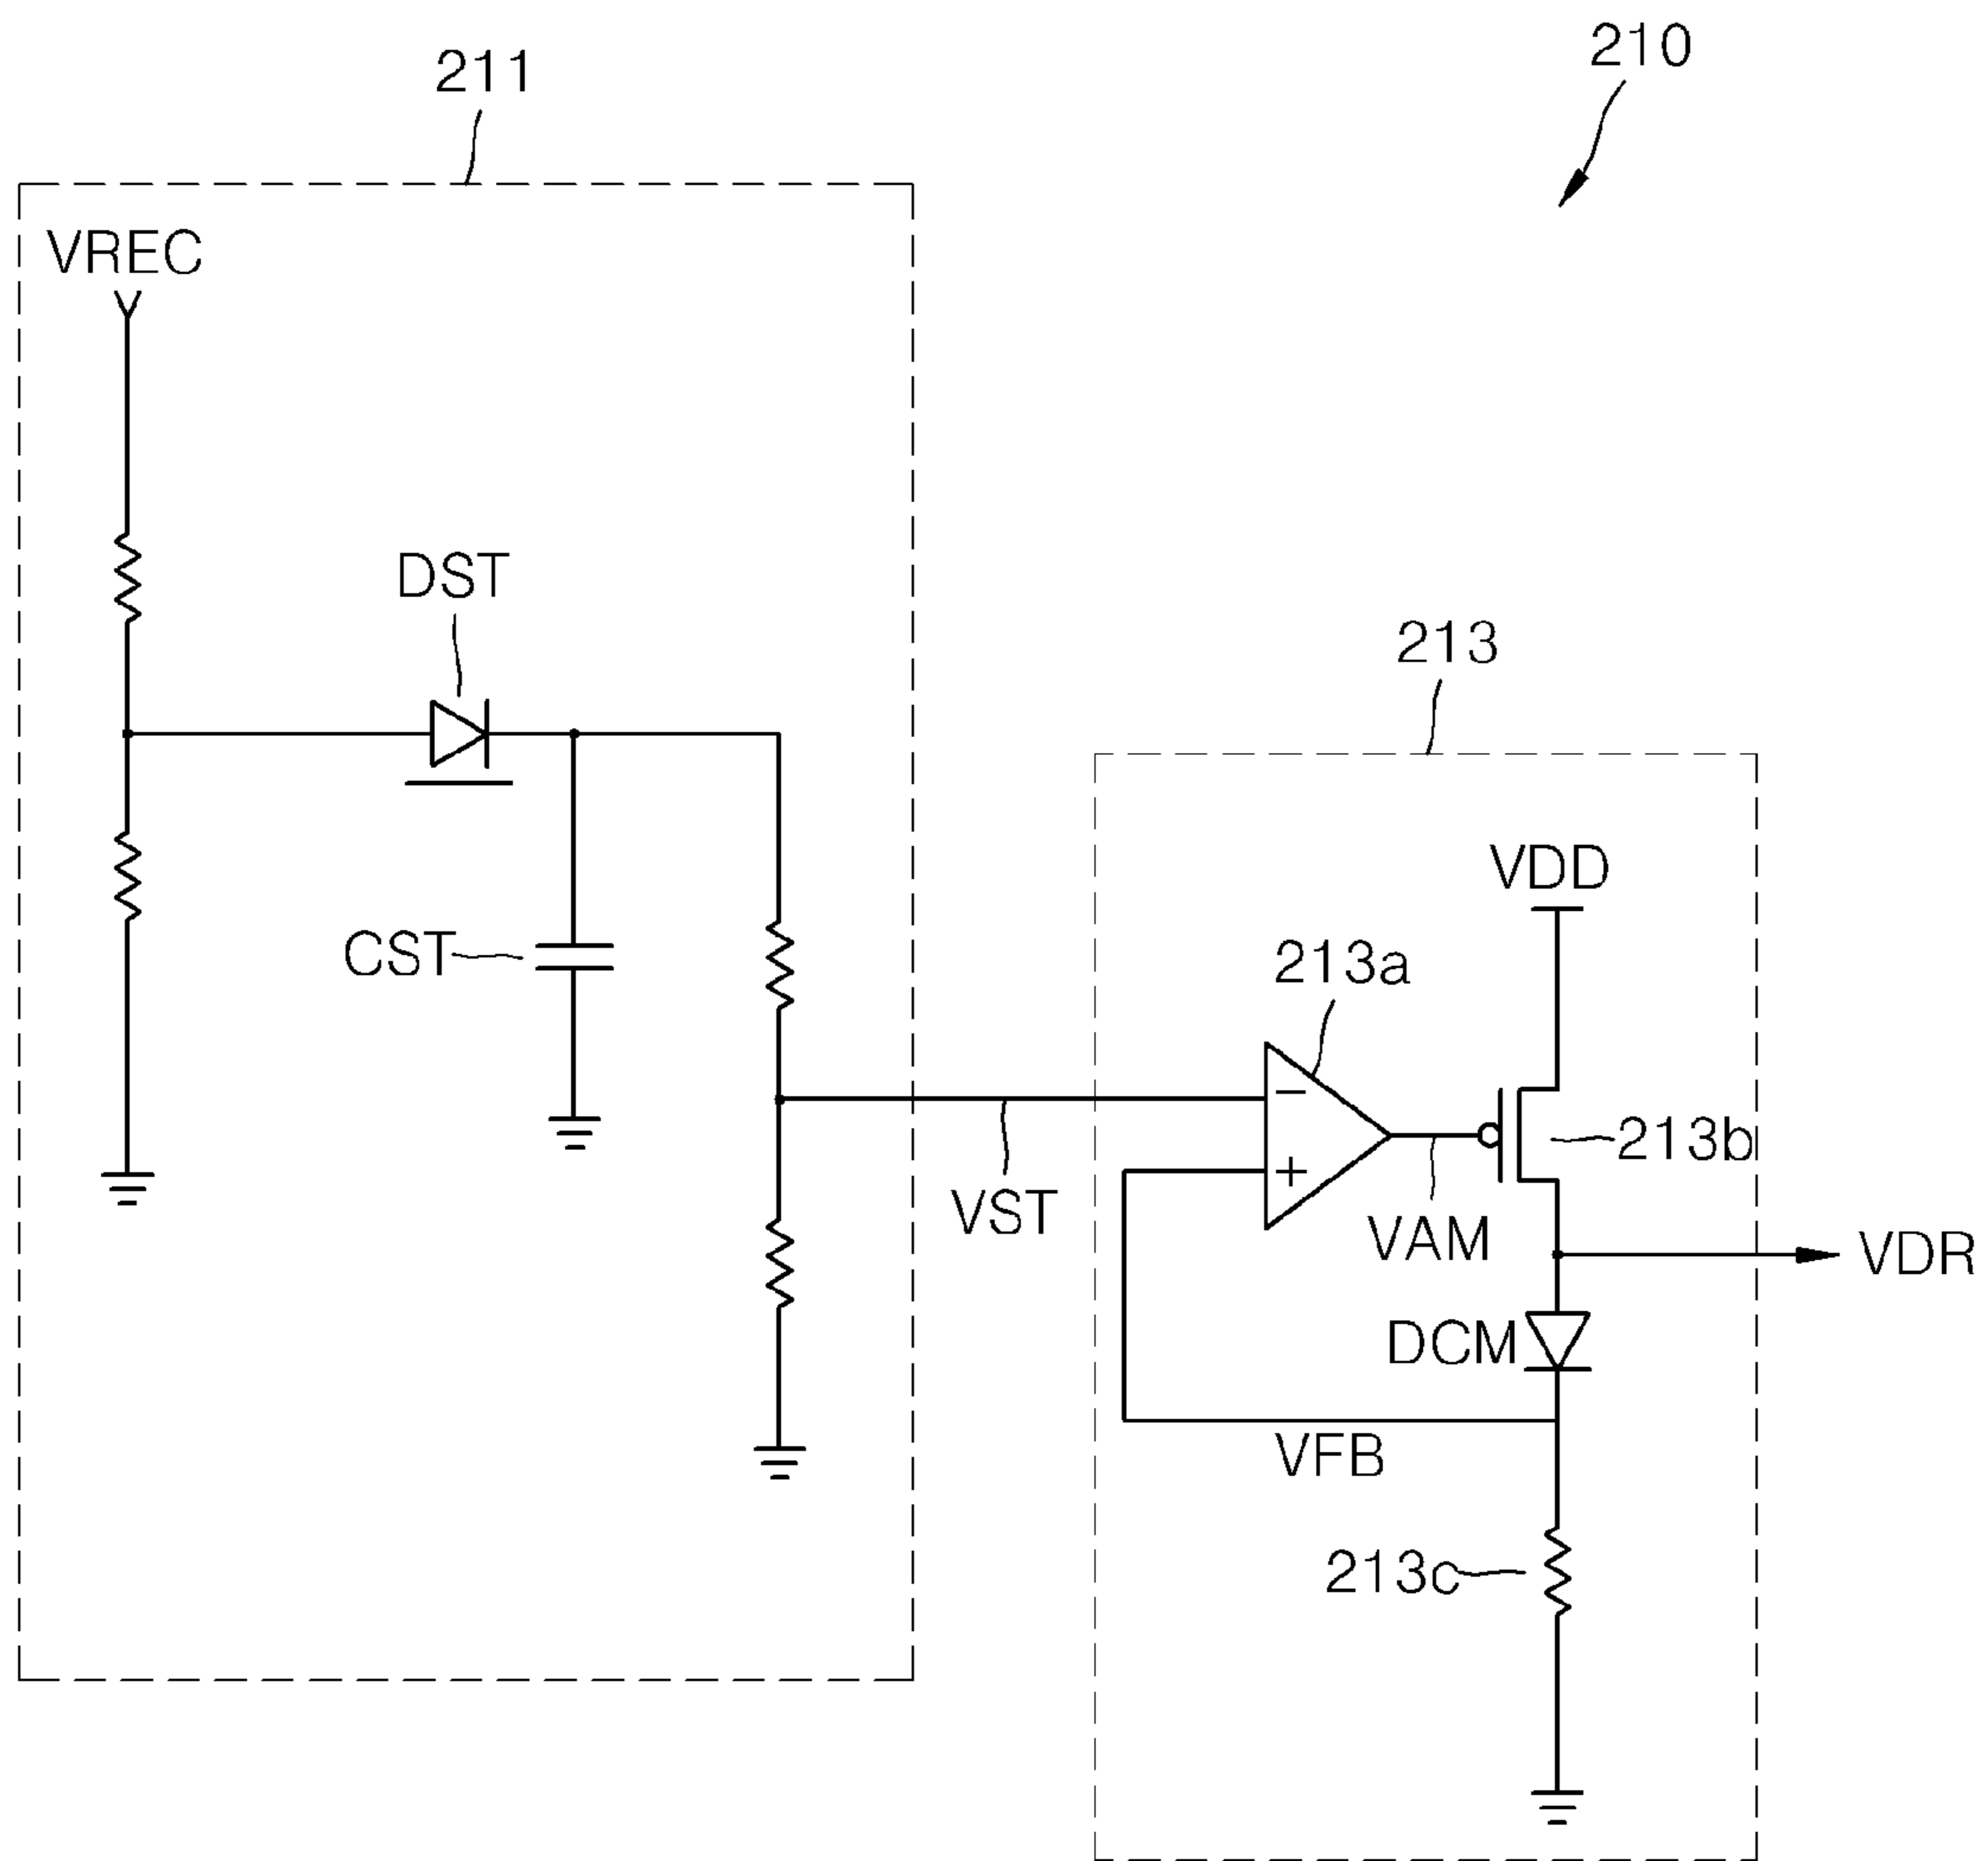 210
211
VREC
DST
213
VDD
CST
213a
213b
VST
VAM
VDR
DCM
VFB
213c